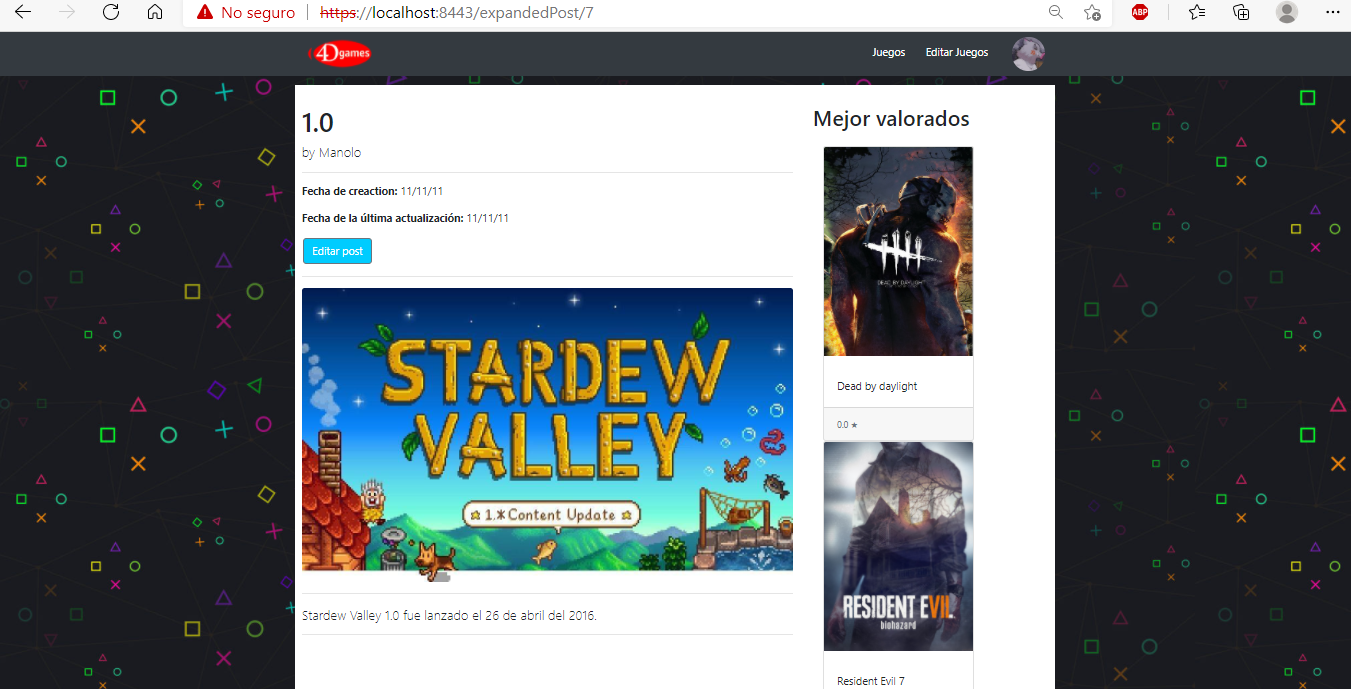 No seguro
https://localhost:8443/expandedPost/7
ABP
4Dgames
Juegos
Editar Juegos
1.0
by Manolo
Fecha de creaction: 11/11/11
Fecha de la última actualización: 11/11/11
Editar post
STARDEW
VALLEY
1.* Content Update
Stardew Valley 1.0 fue lanzado el 26 de abril del 2016.
Mejor valorados
DEAD BY DAYLIGHT
Dead by daylight
0.0 ★
RESIDENT EVIL
biohazard
Resident Evil 7